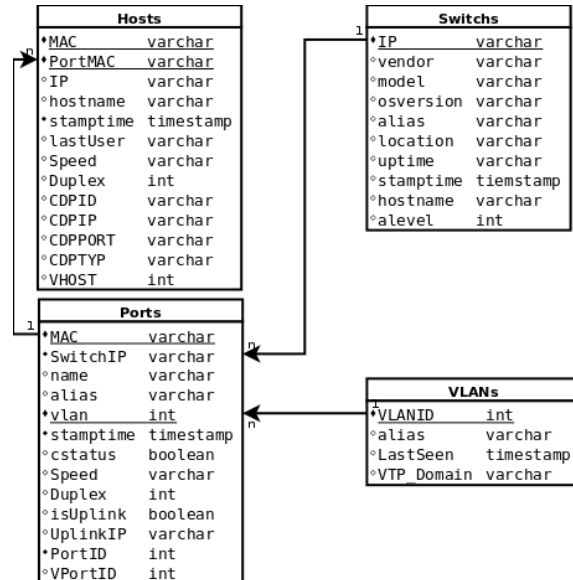 Hosts
MAC varchar
PortMAC varchar
IP varchar
hostname varchar
stamptime timestamp
lastUser varchar
Speed varchar
Duplex int
CDPID varchar
CDPIP varchar
CDPPORT varchar
CDPTYP varchar
VHOST int
Switchs
IP varchar
vendor varchar
model varchar
osversion varchar
alias varchar
location varchar
uptime varchar
stamptime tiemstamp
hostname varchar
alevel int
Ports
MAC varchar
SwitchIP varchar
name varchar
alias varchar
vlan int
stamptime timestamp
cstatus boolean
Speed varchar
Duplex int
isUplink boolean
UplinkIP varchar
PortID int
VPortID int
VLANs
VLANID int
alias varchar
LastSeen timestamp
VTP_Domain varchar
n
1
1
n
1
n